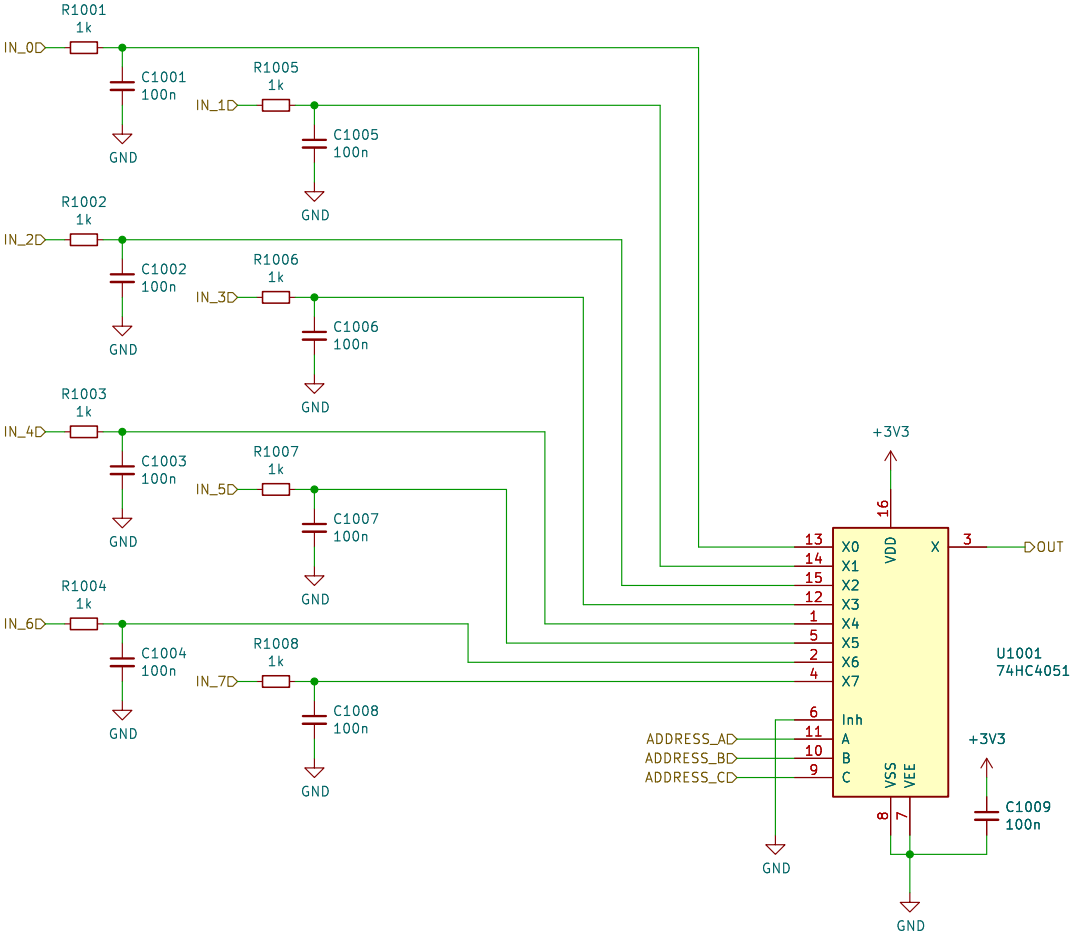 R1001
1k
IN_0
C1001
100n
GND
R1005
1k
IN_1
C1005
100n
GND
R1002
1k
IN_2
C1002
100n
GND
R1006
1k
IN_3
C1006
100n
GND
R1003
1k
IN_4
C1003
100n
GND
R1007
1k
IN_5
C1007
100n
GND
R1004
1k
IN_6
C1004
100n
GND
R1008
1k
IN_7
C1008
100n
GND
+3V3
16
VDD
13 X0
14 X1
15 X2
12 X3
1 X4
5 X5
2 X6
4 X7
6 Inh
ADDRESS_A 11 A
ADDRESS_B 10 B
ADDRESS_C 9 C
X 3 OUT
U1001
74HC4051
VSS
VEE
8
7
GND
+3V3
C1009
100n
GND